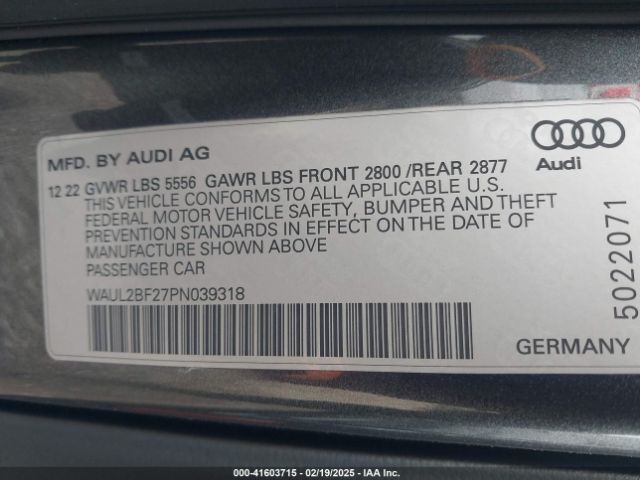 MFD. BY AUDI AG
Audi
12 22 GVWR LBS 5556 GAWR LBS FRONT 2800 /REAR 2877
THIS VEHICLE CONFORMS TO ALL APPLICABLE U.S.
FEDERAL MOTOR VEHICLE SAFETY, BUMPER AND THEFT
PREVENTION STANDARDS IN EFFECT ON THE DATE OF
MANUFACTURE SHOWN ABOVE
PASSENGER CAR
WAUL2BF27PN039318
5022071
GERMANY
000-41603715 - 02/19/2025 - IAAI.com